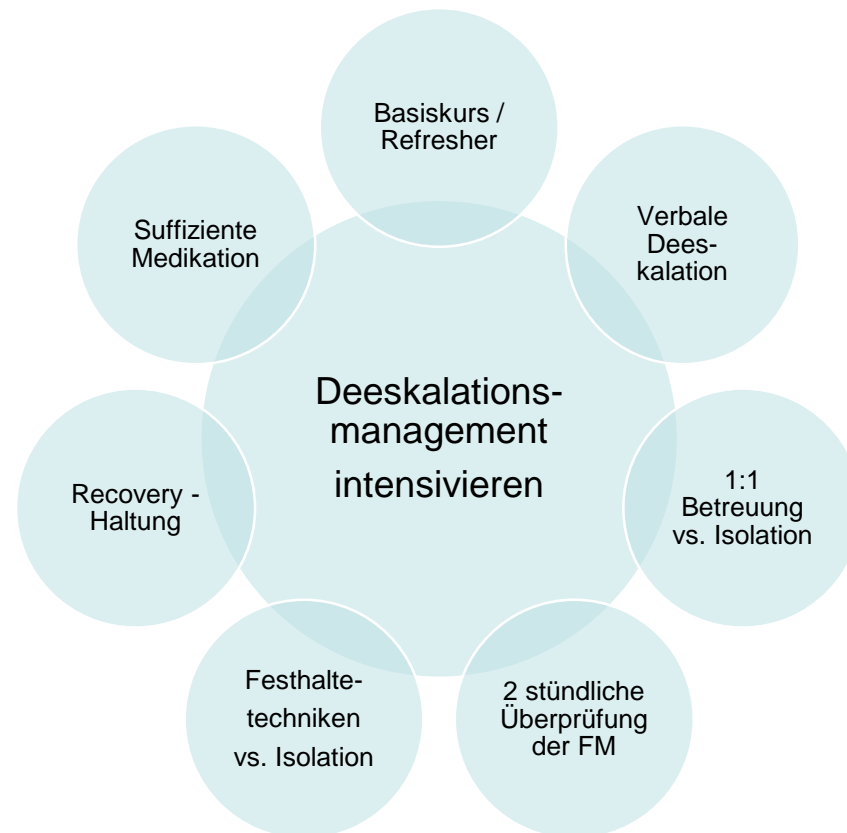 Basiskurs /
Refresher
Verbale
Dees-
kalation
1:1
Betreuung
vs. Isolation
2 stündliche
Überprüfung
der FM
Festhalte-
techniken
vs. Isolation
Recovery -
Haltung
Suffiziente
Medikation
Deeskalations-
management
intensivieren